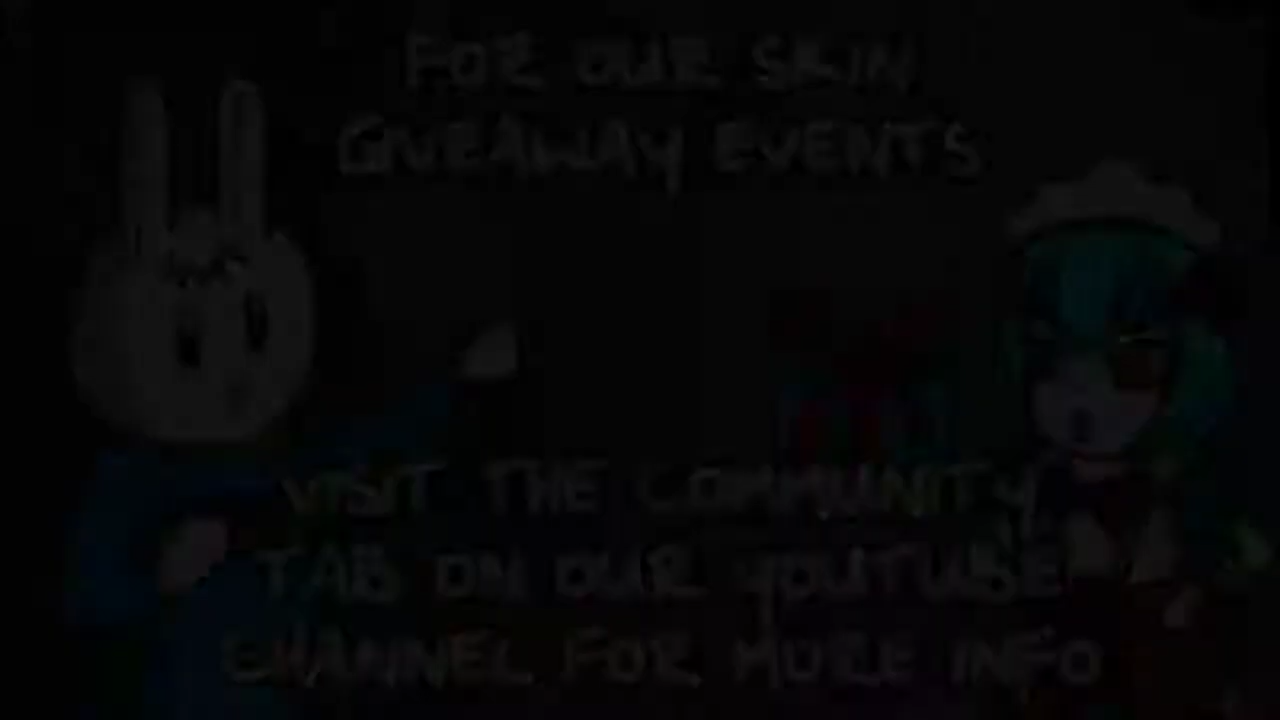 FOR OUR SKIN
GIVEAWAY EVENTS
VISIT THE COMMUNITY
TAB ON OUR YOUTUBE
CHANNEL FOR MORE INFO